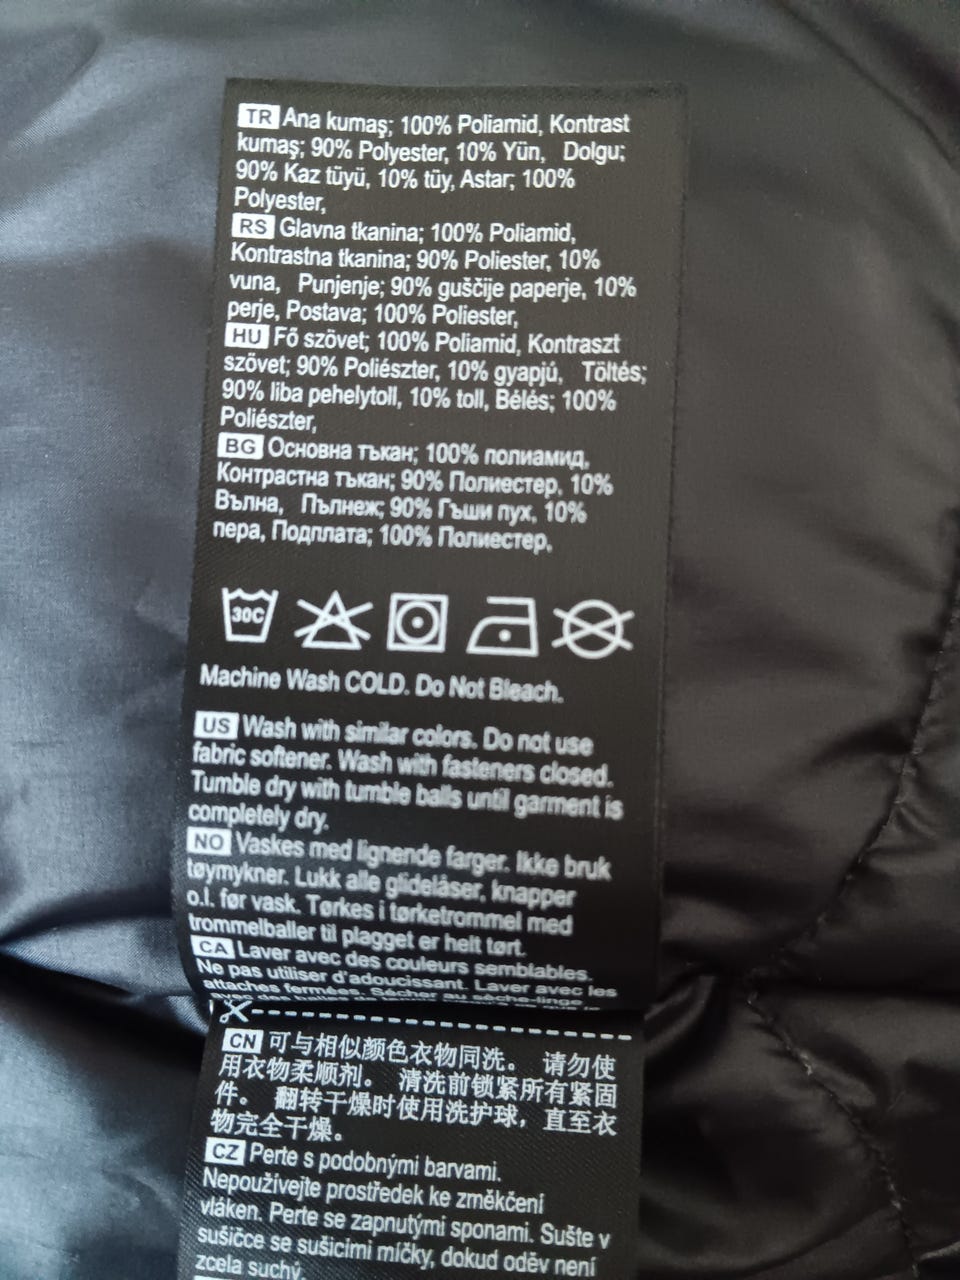 TR Ana kumaş; 100% Poliamid, Kontrast
kumaş; 90% Polyester, 10% Yün, Dolgu;
90% Kaz tüyü, 10% tüy, Astar; 100%
Polyester,
RS Glavna tkanina; 100% Poliamid,
Kontrastna tkanina; 90% Poliester, 10%
vuna, Punjenje; 90% guščije paperje, 10%
perje, Postava; 100% Poliester,
HU Fő szövet; 100% Poliamid, Kontraszt
szövet; 90% Poliészter, 10% gyapjú, Töltés;
90% liba pehelytoll, 10% toll, Bélés; 100%
Poliészter,
BG Основна тъкан; 100% полиамид,
Контрастна тъкан; 90% Полиестер, 10%
Вълна, Пълнеж; 90% Гъши пух, 10%
пера, Подплата; 100% Полиестер,
30C
Machine Wash COLD. Do Not Bleach.
US Wash with similar colors. Do not use
fabric softener. Wash with fasteners closed.
Tumble dry with tumble balls until garment is
completely dry.
NO Vaskes med lignende farger. Ikke bruk
tøymykner. Lukk alle glidelåser, knapper
o.l. før vask. Tørkes i tørketrommel med
trommelballer til plagget er helt tørt.
CA Laver avec des couleurs semblables.
Ne pas utiliser d'adoucissant. Laver avec les
attaches fermées. Sécher au sèche-linge
avec des balles de
CN 可与相似颜色衣物同洗。 请勿使
用衣物柔顺剂。 清洗前锁紧所有紧固
件。 翻转干燥时使用洗护球，直至衣
物完全干燥。
CZ Perte s podobnými barvami.
Nepoužívejte prostředek ke změkčení
vláken. Perte se zapnutými sponami. Sušte v
sušičce se sušicími míčky, dokud oděv není
zcela suchý.